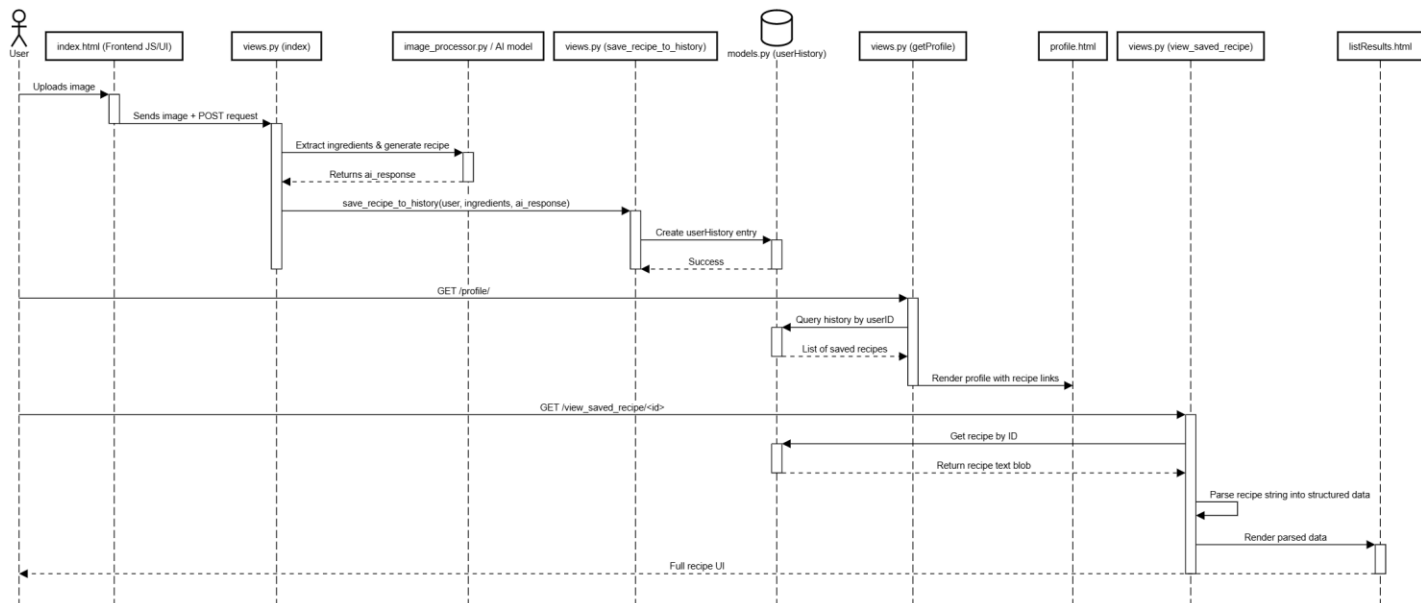 User
index.html (Frontend JS/UI)
views.py (index)
image_processor.py / AI model
views.py (save_recipe_to_history)
models.py (userHistory)
views.py (getProfile)
profile.html
views.py (view_saved_recipe)
listResults.html
Uploads image
Sends image + POST request
Extract ingredients & generate recipe
Returns ai_response
save_recipe_to_history(user, ingredients, ai_response)
Create userHistory entry
Success
GET /profile/
Query history by userID
List of saved recipes
Render profile with recipe links
GET /view_saved_recipe/<id>
Get recipe by ID
Return recipe text blob
Parse recipe string into structured data
Render parsed data
Full recipe UI